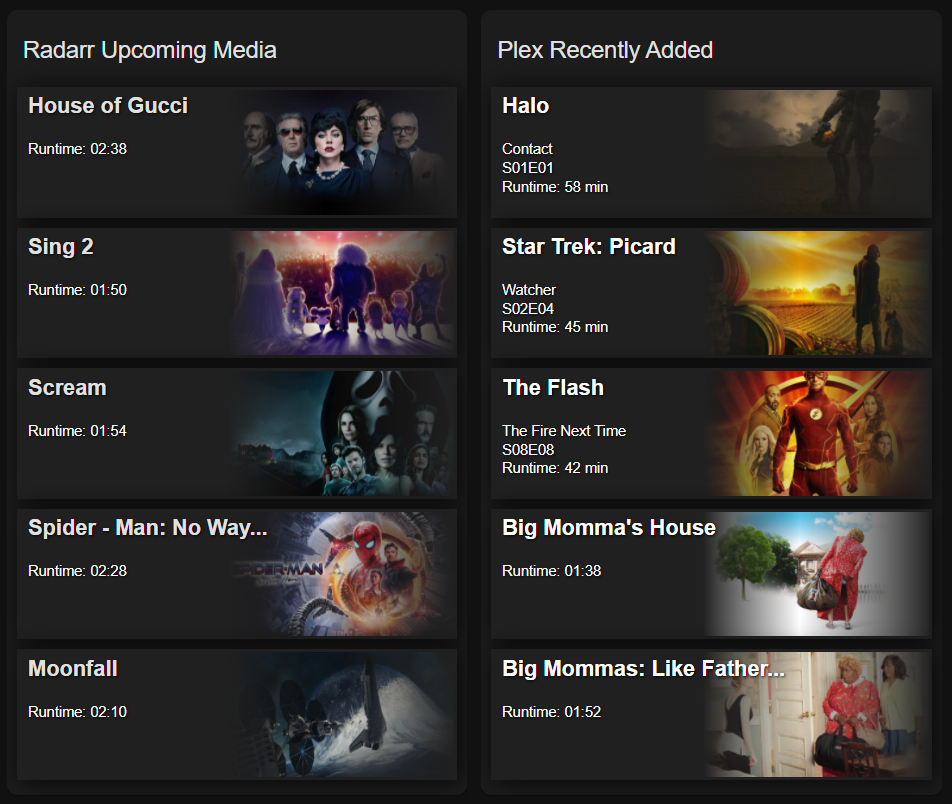 Radarr Upcoming Media
House of Gucci
Runtime: 02:38
Sing 2
Runtime: 01:50
Scream
Runtime: 01:54
Spider - Man: No Way...
SPIDER-MAN
Runtime: 02:28
Moonfall
Runtime: 02:10
Plex Recently Added
Halo
Contact
S01E01
Runtime: 58 min
Star Trek: Picard
Watcher
S02E04
Runtime: 45 min
The Flash
The Fire Next Time
S08E08
Runtime: 42 min
Big Momma's House
Runtime: 01:38
Big Mommas: Like Father...
Runtime: 01:52